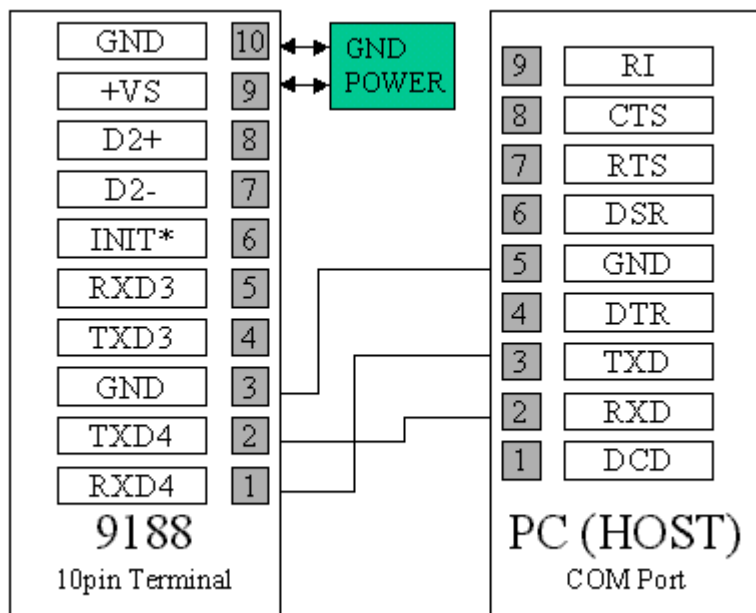 GND 10
+VS 9
D2+ 8
D2- 7
INIT* 6
RXD3 5
TXD3 4
GND 3
TXD4 2
RXD4 1
9188
10pin Terminal
GND
POWER
9 RI
8 CTS
7 RTS
6 DSR
5 GND
4 DTR
3 TXD
2 RXD
1 DCD
PC (HOST)
COM Port